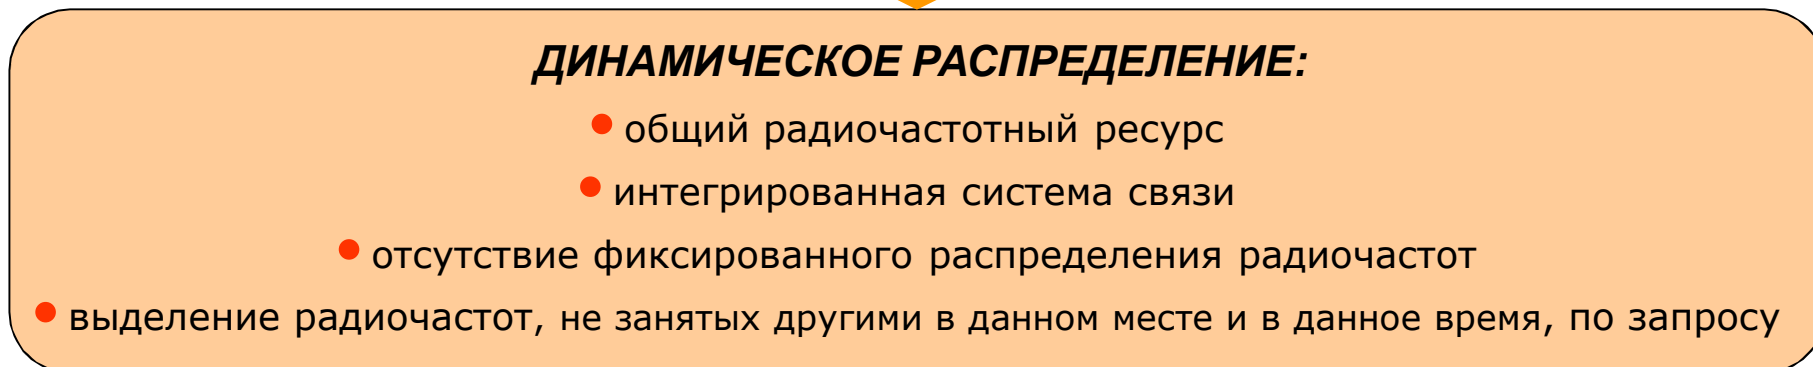 ДИНАМИЧЕСКОЕ РАСПРЕДЕЛЕНИЕ:
• общий радиочастотный ресурс
• интегрированная система связи
• отсутствие фиксированного распределения радиочастот
• выделение радиочастот, не занятых другими в данном месте и в данное время, по запросу